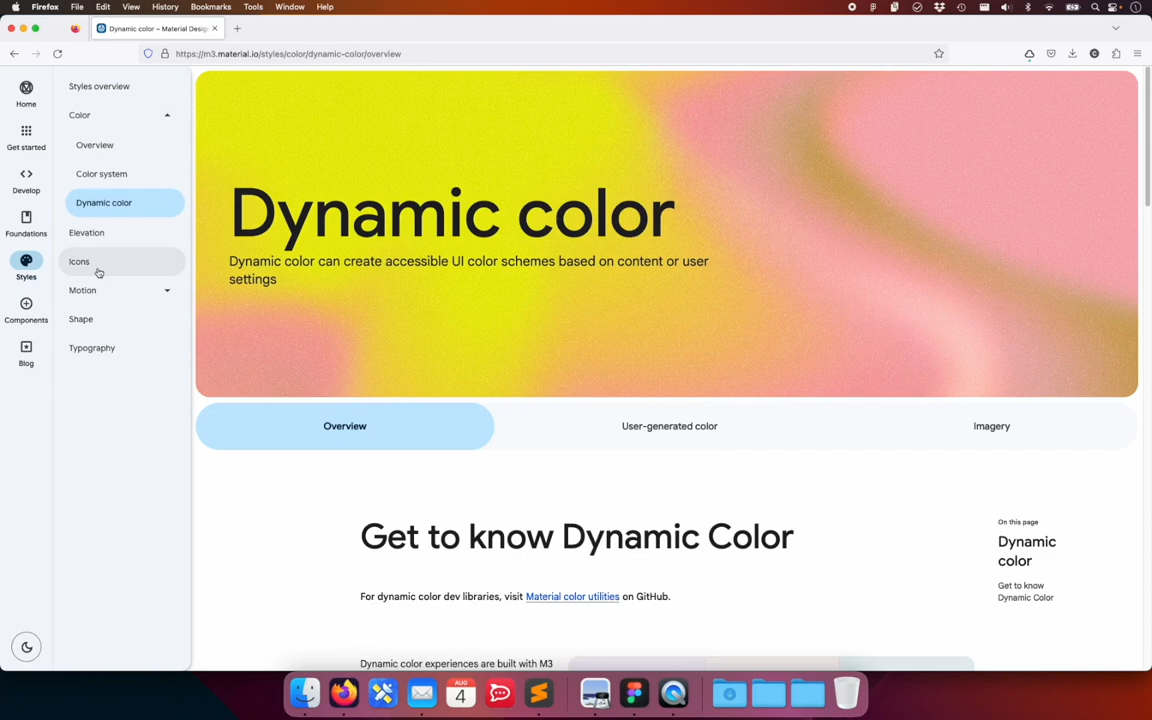 Firefox File Edit View History Bookmarks Tools Window Help
Dynamic color – Material Desig
https://m3.material.io/styles/color/dynamic-color/overview
Home
Get started
Develop
Foundations
Styles
Components
Blog
Styles overview
Color
Overview
Color system
Dynamic color
Elevation
Icons
Motion
Shape
Typography
Dynamic color
Dynamic color can create accessible UI color schemes based on content or user
settings
Overview User-generated color Imagery
Get to know Dynamic Color
For dynamic color dev libraries, visit Material color utilities on GitHub.
Dynamic color experiences are built with M3
On this page
Dynamic
color
Get to know
Dynamic Color
AUG
4